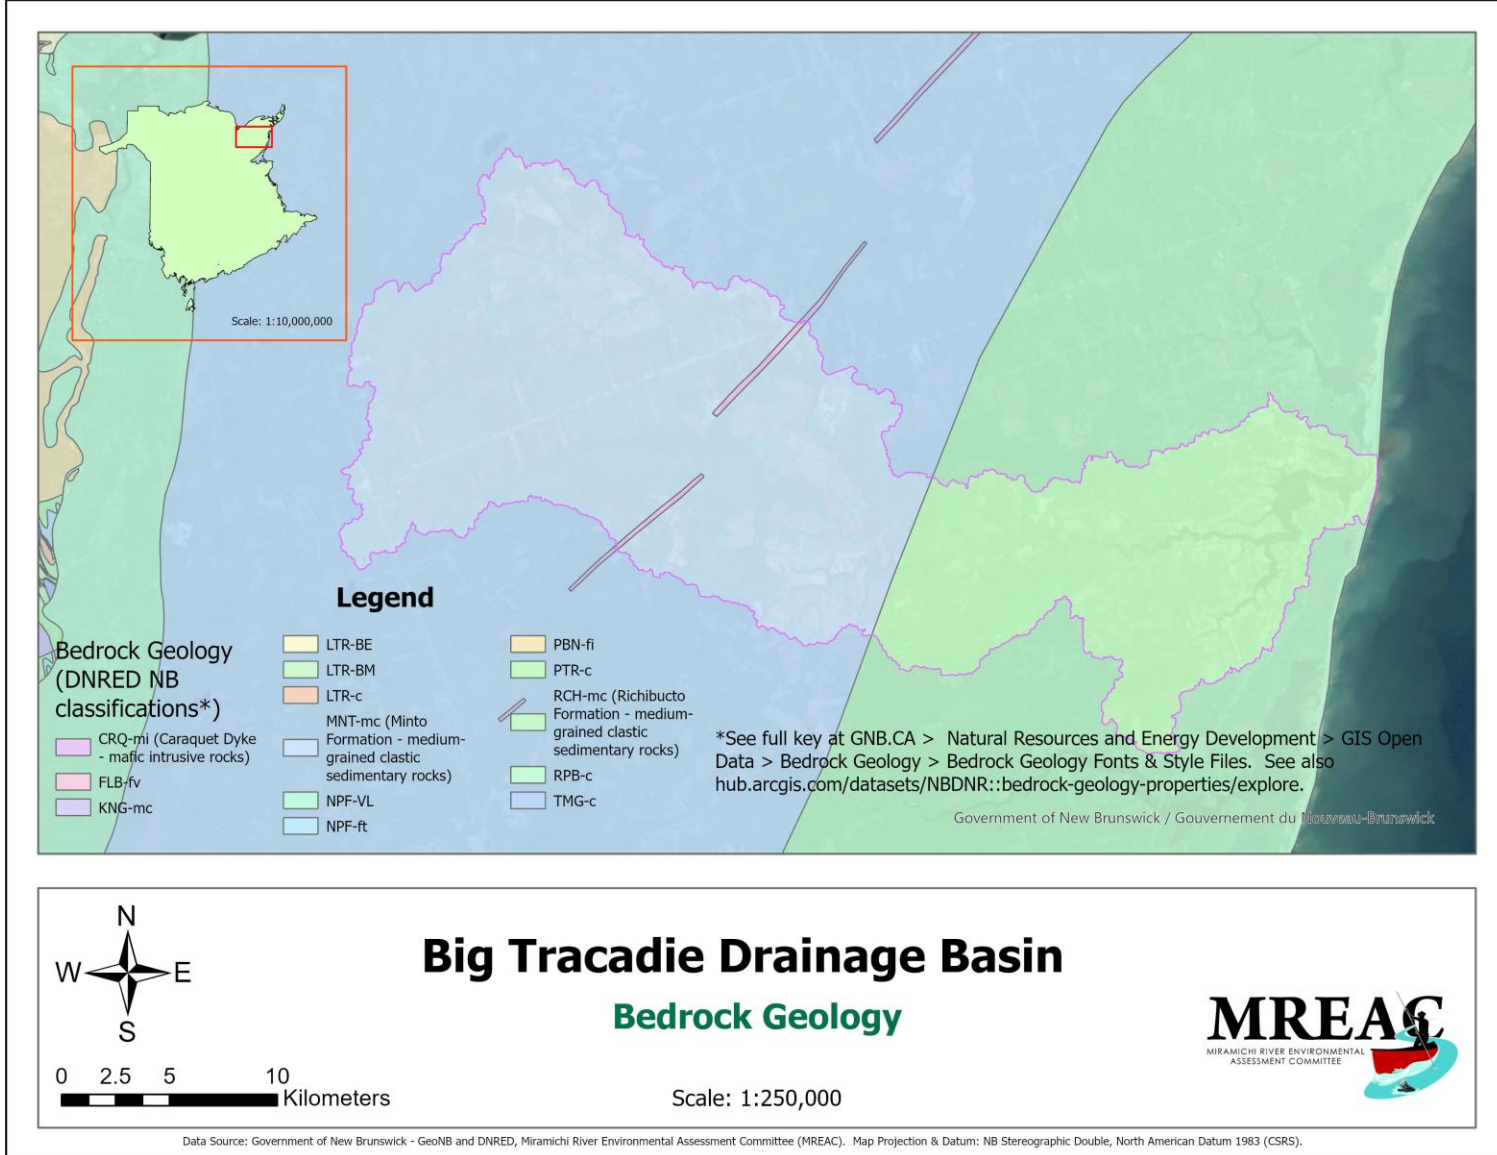 Scale: 1:10,000,000
Legend
Bedrock Geology
(DNRED NB
classifications*)
CRQ-mi (Caraquet Dyke
- mafic intrusive rocks)
FLB-fv
KNG-mc
LTR-BE
LTR-BM
LTR-c
MNT-mc (Minto
Formation - medium-
grained clastic
sedimentary rocks)
NPF-VL
NPF-ft
PBN-fi
PTR-c
RCH-mc (Richibucto
Formation - medium-
grained clastic
sedimentary rocks)
RPB-c
TMG-c
*See full key at GNB.CA > Natural Resources and Energy Development > GIS Open
Data > Bedrock Geology > Bedrock Geology Fonts & Style Files. See also
hub.arcgis.com/datasets/NBDNR::bedrock-geology-properties/explore.
Government of New Brunswick / Gouvernement du Nouveau-Brunswick
N
W E
S
0 2.5 5 10
Kilometers
Big Tracadie Drainage Basin
Bedrock Geology
Scale: 1:250,000
MREAC
MIRAMICHI RIVER ENVIRONMENTAL
ASSESSMENT COMMITTEE
Data Source: Government of New Brunswick - GeoNB and DNRED, Miramichi River Environmental Assessment Committee (MREAC). Map Projection & Datum: NB Stereographic Double, North American Datum 1983 (CSRS).